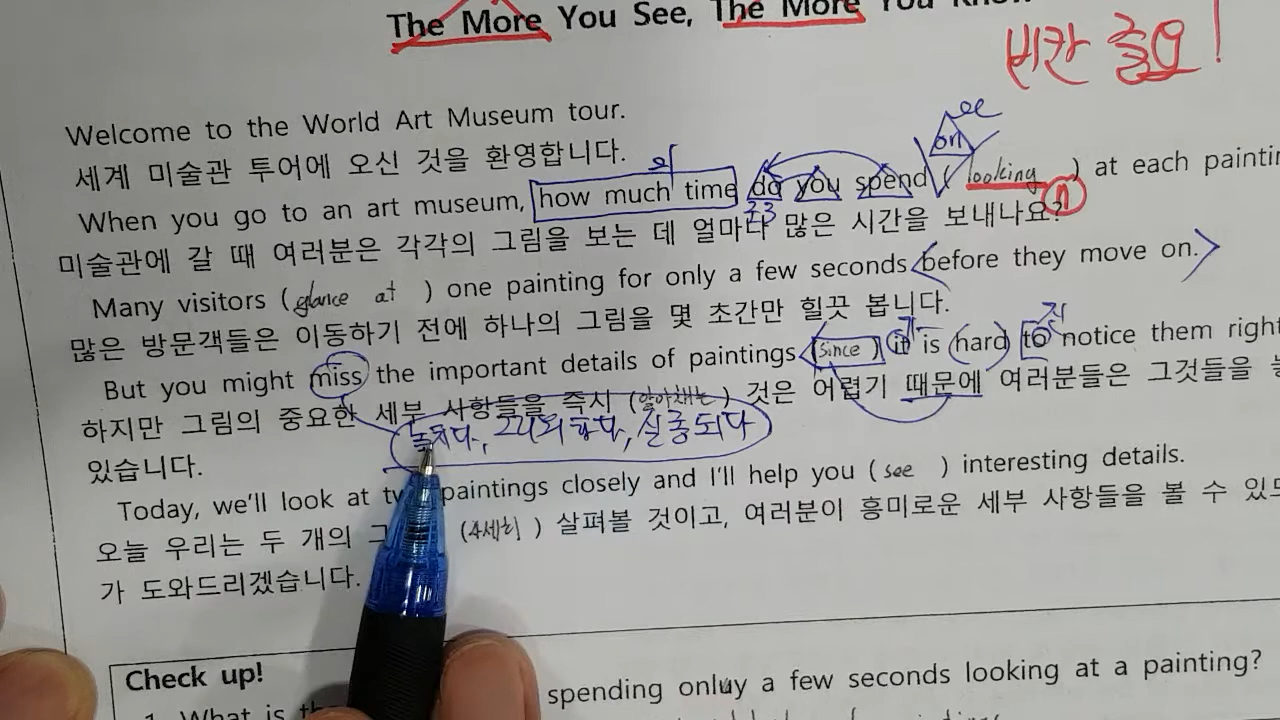 The More You See, The More You Know
빈칸 중요!
Welcome to the World Art Museum tour.
세계 미술관 투어에 오신 것을 환영합니다.
on
When you go to an art museum, how much time do you spend ( looking ) at each
미술관에 갈 때 여러분은 각각의 그림을 보는 데 얼마나 많은 시간을 보내나요?
Many visitors ( glance at ) one painting for only a few seconds before they move on.
많은 방문객들은 이동하기 전에 하나의 그림을 몇 초간만 힐끗 봅니다.
But you might miss the important details of paintings ( since ) it is hard to notice them right
하지만 그림의 중요한 세부 사항들을 즉시 (알아채는 ) 것은 어렵기 때문에 여러분들은 그것들을
놓치다, 그리워하다, 실종되다
있습니다.
Today, we'll look at paintings closely and I'll help you ( see ) interesting details.
오늘 우리는 두 개의 ) 살펴볼 것이고, 여러분이 흥미로운 세부 사항들을 볼 수
가 도와드리겠습니다.
Check up!
1. What is spending onluy a few seconds looking at a painting?